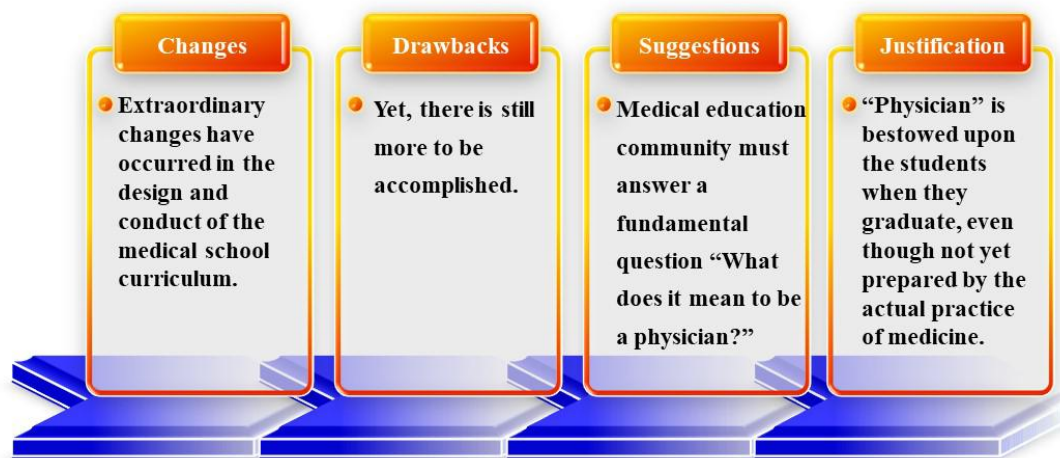 Changes
Extraordinary
changes have
occurred in the
design and
conduct of the
medical school
curriculum.
Drawbacks
Yet, there is still
more to be
accomplished.
Suggestions
Medical education
community must
answer a
fundamental
question “What
does it mean to be
a physician?”
Justification
“Physician” is
bestowed upon
the students
when they
graduate, even
though not yet
prepared by the
actual practice
of medicine.